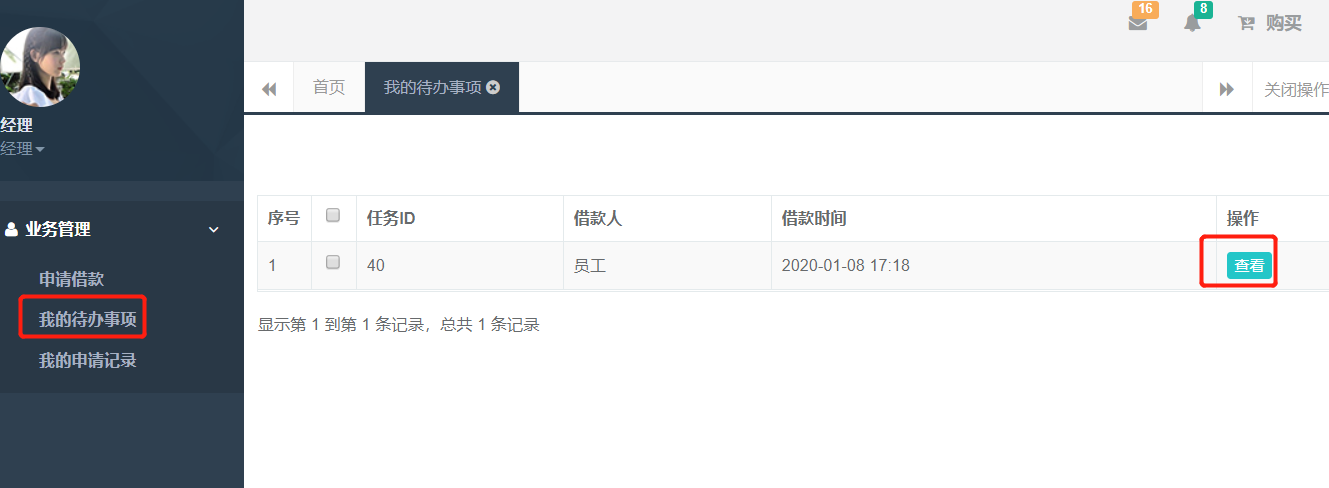 16
8
购买
首页
我的待办事项
关闭操作
经理
经理
业务管理
申请借款
我的待办事项
我的申请记录
序号 任务ID 借款人 借款时间 操作
1 40 员工 2020-01-08 17:18 查看
显示第 1 到第 1 条记录，总共 1 条记录